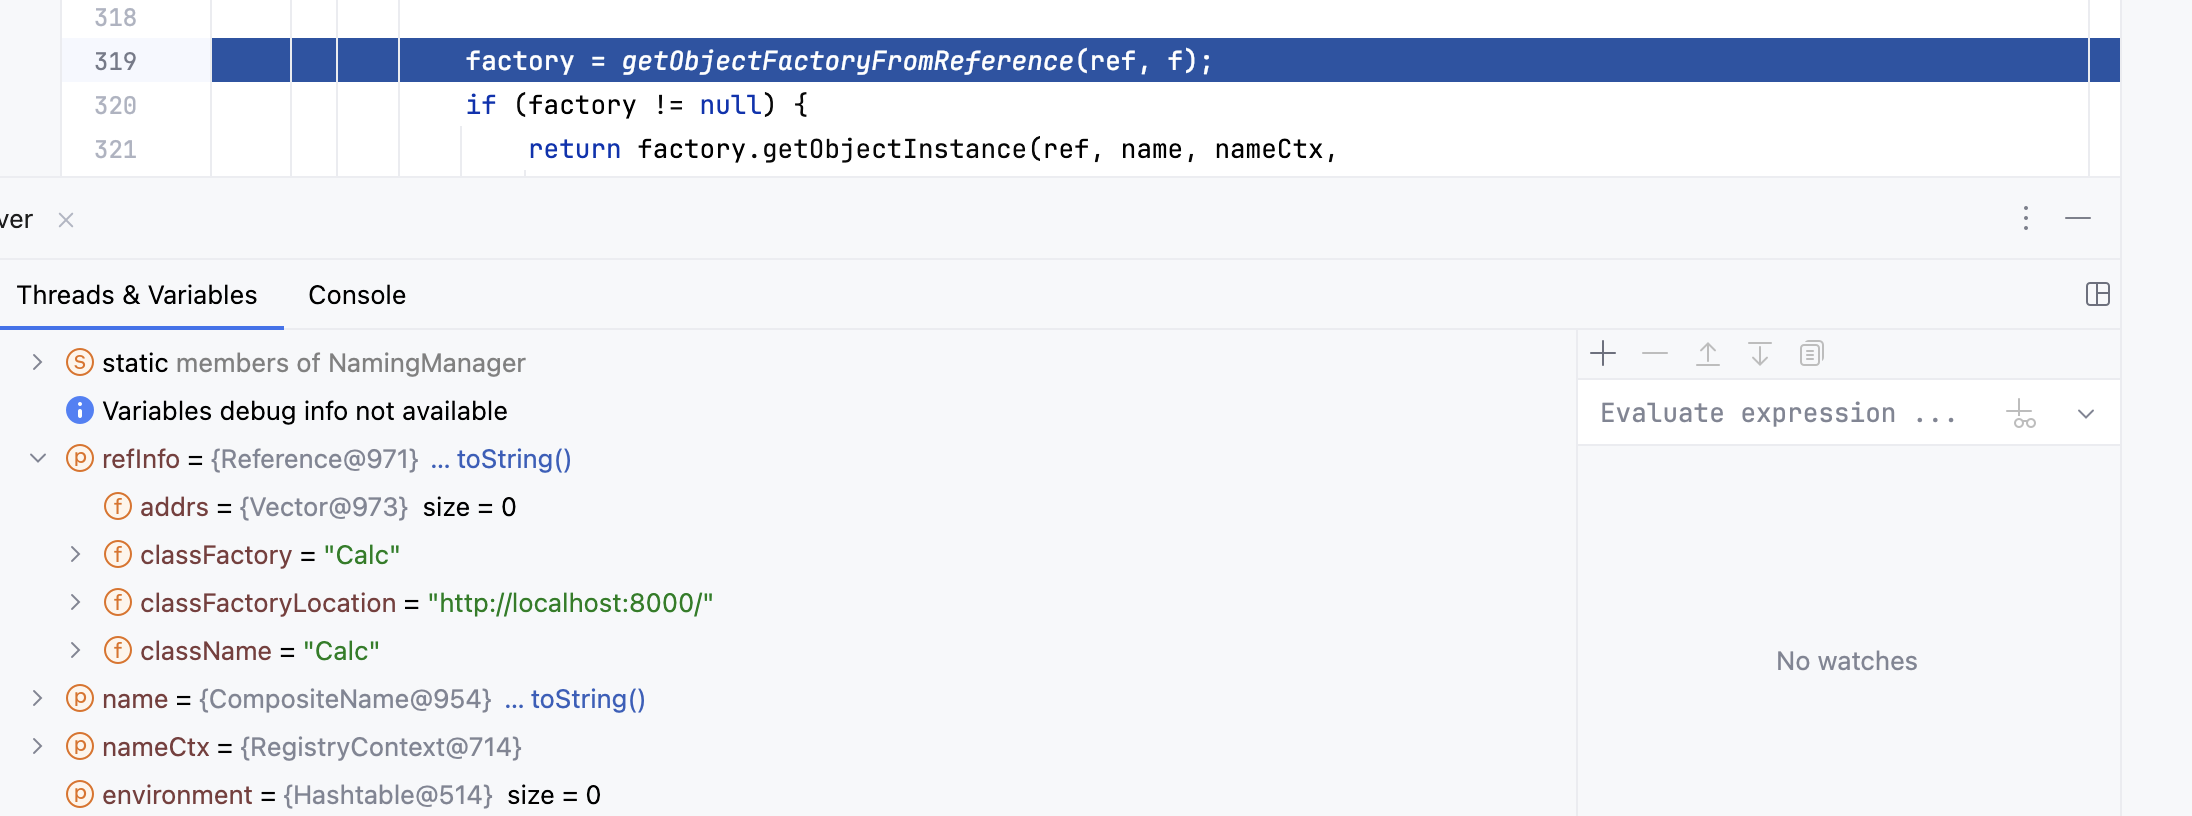 318
319 factory = getObjectFactoryFromReference(ref, f);
320 if (factory != null) {
321 return factory.getObjectInstance(ref, name, nameCtx,
ver
Threads & Variables Console
static members of NamingManager
Variables debug info not available
Evaluate expression ...
refInfo = {Reference@971} ... toString()
addrs = {Vector@973} size = 0
classFactory = "Calc"
classFactoryLocation = "http://localhost:8000/"
className = "Calc"
No watches
name = {CompositeName@954} ... toString()
nameCtx = {RegistryContext@714}
environment = {Hashtable@514} size = 0